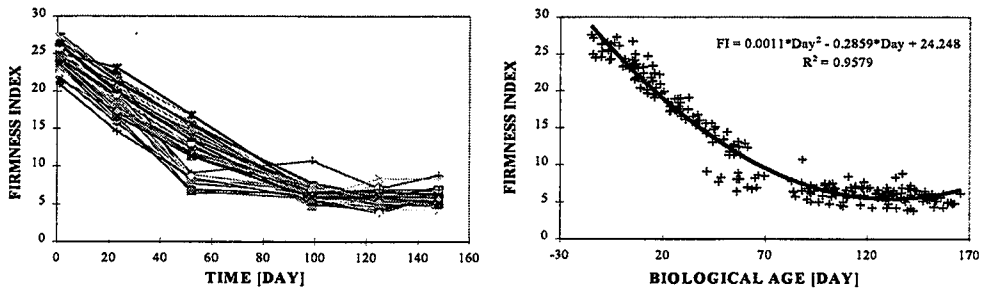 30
25
20
15
10
5
0
FIRMNESS INDEX
0 20 40 60 80 100 120 140 160
TIME [DAY]
30
25
20
15
10
5
0
FIRMNESS INDEX
FI = 0.0011*Day² - 0.2859*Day + 24.248
R² = 0.9579
-30 20 70 120 170
BIOLOGICAL AGE [DAY]